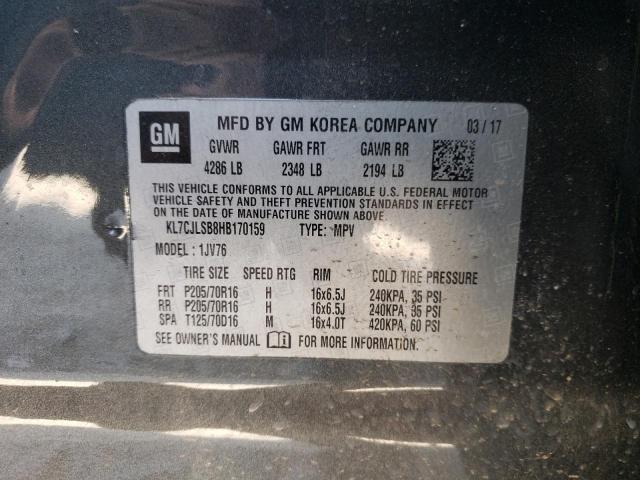 GM MFD BY GM KOREA COMPANY 03/17
GVWR GAWR FRT GAWR RR
4286 LB 2348 LB 2194 LB
THIS VEHICLE CONFORMS TO ALL APPLICABLE U.S. FEDERAL MOTOR
VEHICLE SAFETY AND THEFT PREVENTION STANDARDS IN EFFECT
ON THE DATE OF MANUFACTURE SHOWN ABOVE.
KL7CJLSB8HB170159 TYPE: MPV
MODEL: 1JV76
TIRE SIZE SPEED RTG RIM COLD TIRE PRESSURE
FRT P205/70R16 H 16x6.5J 240KPA, 35 PSI
RR P205/70R16 H 16x6.5J 240KPA, 35 PSI
SPA T125/70D16 M 16x4.0T 420KPA, 60 PSI
SEE OWNER'S MANUAL FOR MORE INFORMATION.